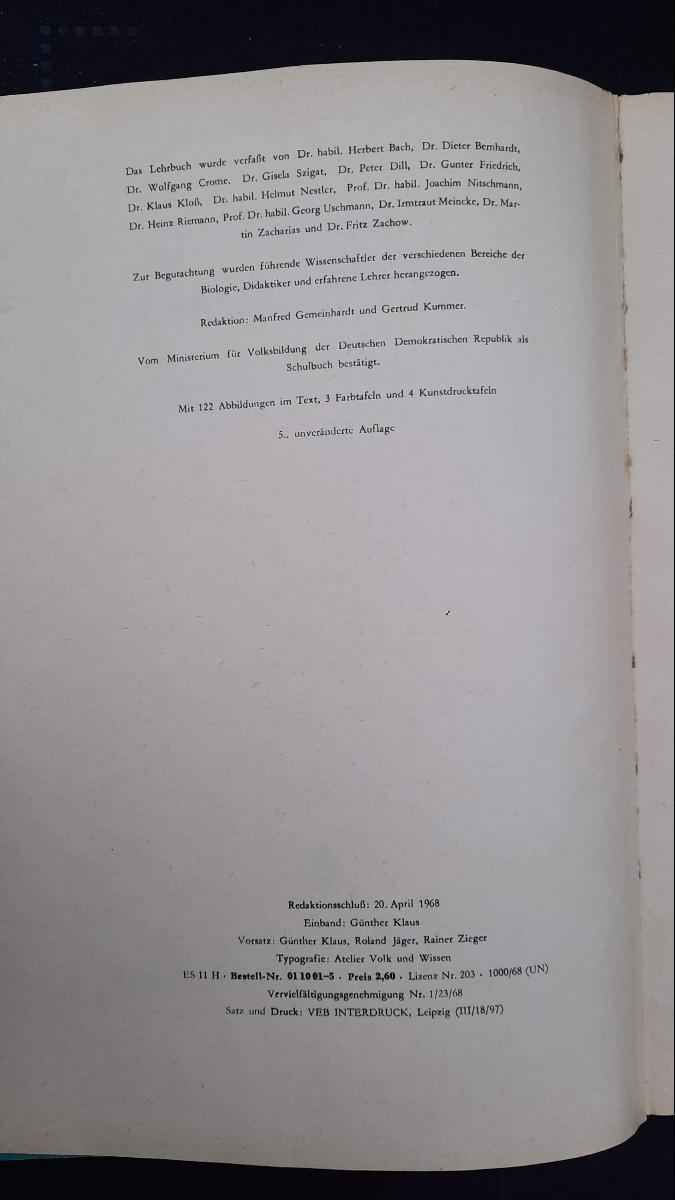 Das Lehrbuch wurde verfaßt von Dr. habil. Herbert Bach, Dr. Dieter Bernhardt,
Dr. Wolfgang Crome, Dr. Gisela Szigat, Dr. Peter Dill, Dr. Gunter Friedrich,
Dr. Klaus Kloß, Dr. habil. Helmut Nestler, Prof. Dr. habil. Joachim Nitschmann,
Dr. Heinz Riemann, Prof. Dr. habil. Georg Uschmann, Dr. Irmtraut Meincke, Dr. Mar-
tin Zacharias und Dr. Fritz Zachow.
Zur Begutachtung wurden führende Wissenschaftler der verschiedenen Bereiche der
Biologie, Didaktiker und erfahrene Lehrer herangezogen.
Redaktion: Manfred Gemeinhardt und Gertrud Kummer.
Vom Ministerium für Volksbildung der Deutschen Demokratischen Republik als
Schulbuch bestätigt.
Mit 122 Abbildungen im Text, 3 Farbtafeln und 4 Kunstdrucktafeln
5., unveränderte Auflage
Redaktionsschluß: 20. April 1968
Einband: Günther Klaus
Vorsatz: Günther Klaus, Roland Jäger, Rainer Zieger
Typografie: Atelier Volk und Wissen
ES 11 H · Bestell-Nr. 01 10 01–5 · Preis 2,60 · Lizenz Nr. 203 · 1000/68 (UN)
Vervielfältigungsgenehmigung Nr. 1/23/68
Satz und Druck: VEB INTERDRUCK, Leipzig (III/18/97)